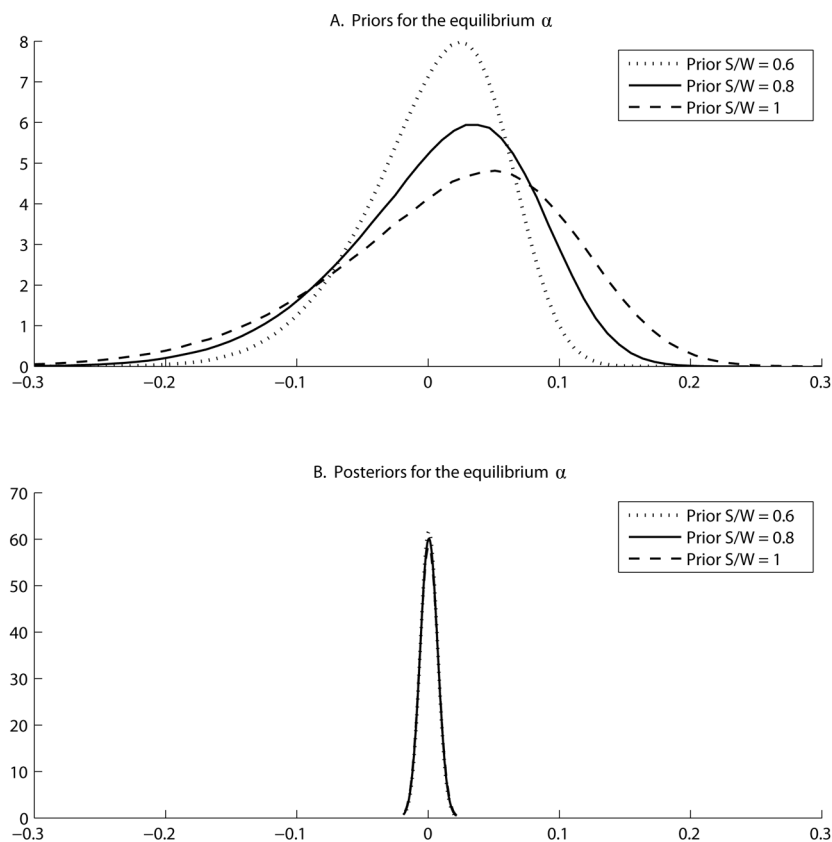 A. Priors for the equilibrium α
8
7
6
5
4
3
2
1
0
Prior S/W = 0.6
Prior S/W = 0.8
Prior S/W = 1
−0.3 −0.2 −0.1 0 0.1 0.2 0.3
B. Posteriors for the equilibrium α
70
60
50
40
30
20
10
0
Prior S/W = 0.6
Prior S/W = 0.8
Prior S/W = 1
−0.3 −0.2 −0.1 0 0.1 0.2 0.3